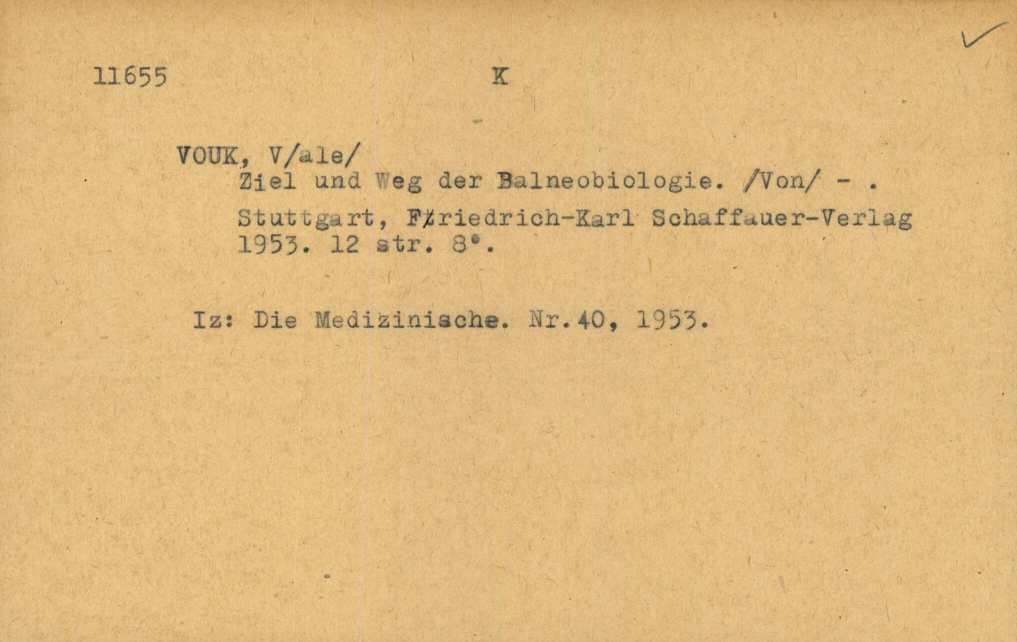 11655 K
VOUK, V/ale/
Ziel und Weg der Balneobiologie. /Von/ - .
Stuttgart, Friedrich-Karl Schaffauer-Verlag
1953. 12 str. 8°.
Iz: Die Medizinische. Nr.40, 1953.